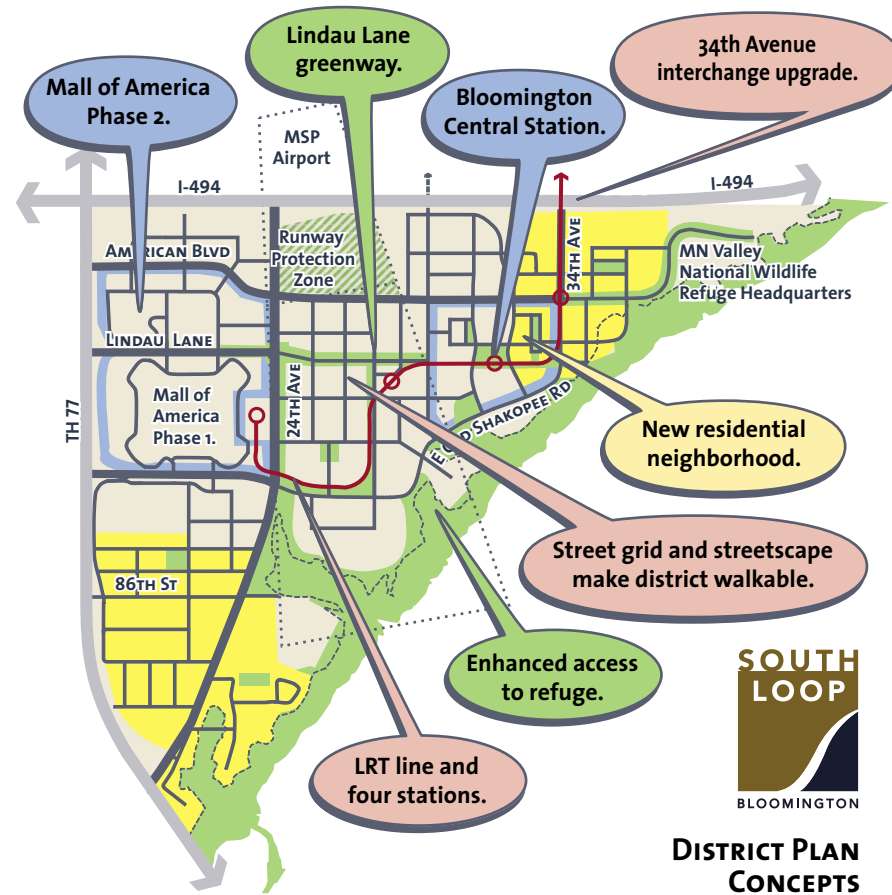 Lindau Lane
greenway.
34th Avenue
interchange upgrade.
Mall of America
Phase 2.
Bloomington
Central Station.
MSP
Airport
I-494
I-494
AMERICAN BLVD
Runway
Protection
Zone
34TH AVE
MN Valley
National Wildlife
Refuge Headquarters
LINDAU LANE
24TH AVE
Mall of
America
Phase 1.
TH 77
E OLD SHAKOPEE RD
New residential
neighborhood.
Street grid and streetscape
make district walkable.
86TH ST
Enhanced access
to refuge.
LRT line and
four stations.
SOUTH
LOOP
BLOOMINGTON
DISTRICT PLAN
CONCEPTS